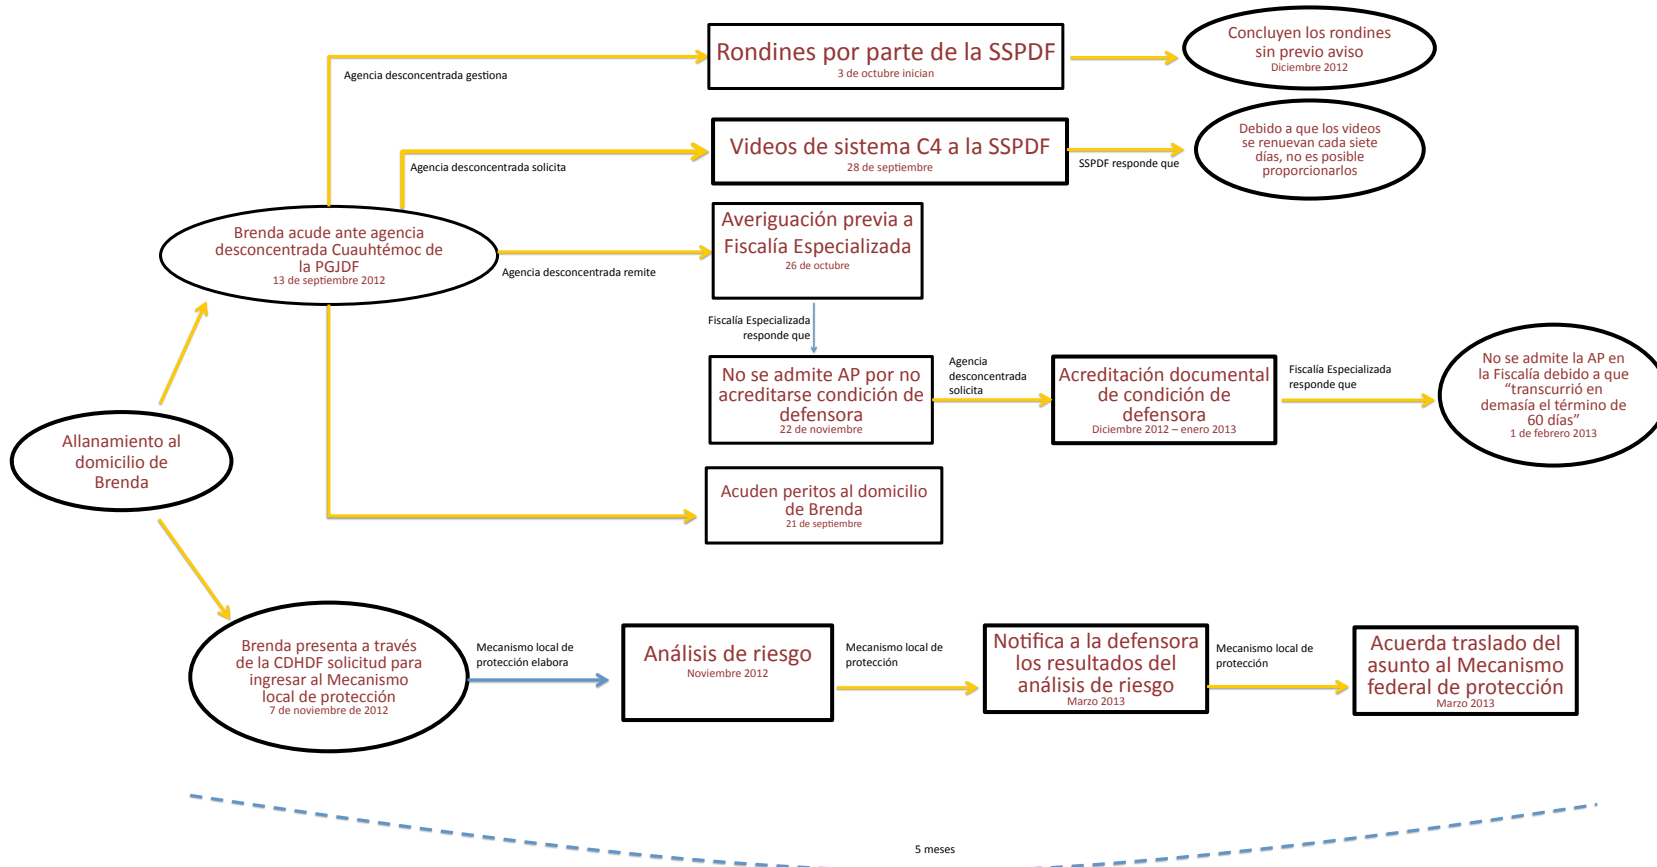 Rondines por parte de la SSPDF
3 de octubre inician
Concluyen los rondines
sin previo aviso
Diciembre 2012
Agencia desconcentrada gestiona
Videos de sistema C4 a la SSPDF
28 de septiembre
Debido a que los videos
se renuevan cada siete
días, no es posible
proporcionarlos
Agencia desconcentrada solicita
SSPDF responde que
Brenda acude ante agencia
desconcentrada Cuauhtémoc de
la PGJDF
13 de septiembre 2012
Agencia desconcentrada remite
Averiguación previa a
Fiscalía Especializada
26 de octubre
Fiscalía Especializada
responde que
No se admite AP por no
acreditarse condición de
defensora
22 de noviembre
Agencia
desconcentrada
solicita
Acreditación documental
de condición de
defensora
Diciembre 2012 – enero 2013
Fiscalía Especializada
responde que
No se admite la AP en
la Fiscalía debido a que
“transcurrió en
demasía el término de
60 días”
1 de febrero 2013
Allanamiento al
domicilio de
Brenda
Acuden peritos al domicilio
de Brenda
21 de septiembre
Brenda presenta a través
de la CDHDF solicitud para
ingresar al Mecanismo
local de protección
7 de noviembre de 2012
Mecanismo local de
protección elabora
Análisis de riesgo
Noviembre 2012
Mecanismo local de
protección
Notifica a la defensora
los resultados del
análisis de riesgo
Marzo 2013
Mecanismo local de
protección
Acuerda traslado del
asunto al Mecanismo
federal de protección
Marzo 2013
5 meses